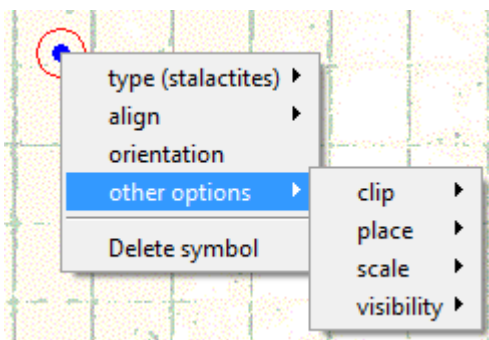 type (stalactites)
align
orientation
other options
Delete symbol
clip
place
scale
visibility